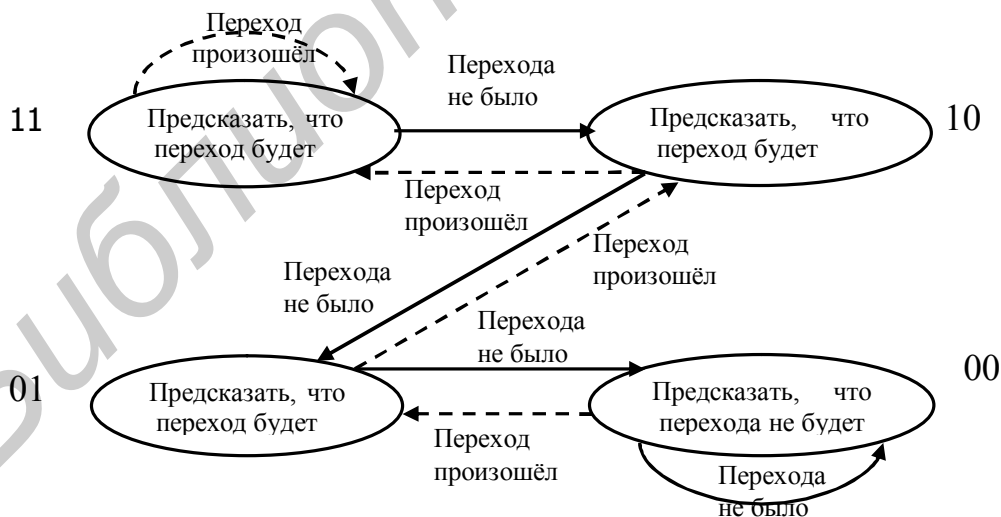 Переход
произошёл
Перехода
не было
11
Предсказать, что
переход будет
Предсказать, что
переход будет
10
Переход
произошёл
Переход
произошёл
Перехода
не было
Перехода
не было
01
Предсказать, что
переход будет
Предсказать, что
перехода не будет
00
Переход
произошёл
Перехода
не было